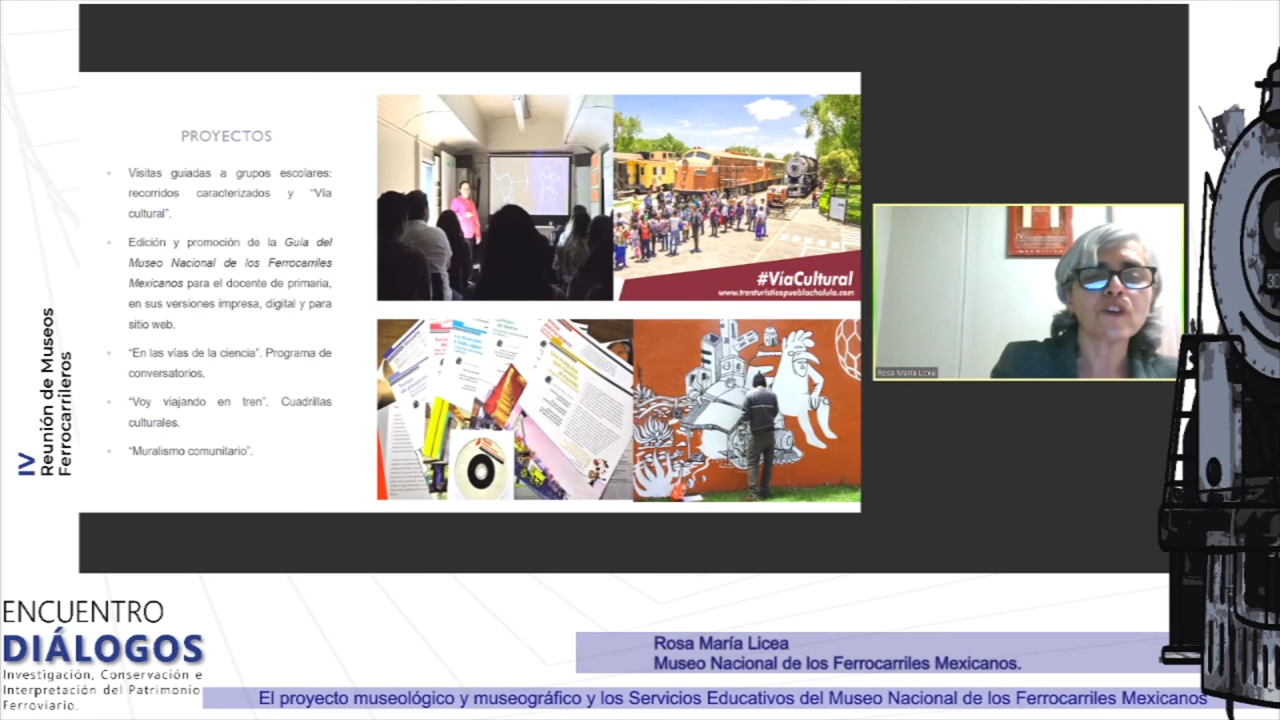 PROYECTOS
Visitas guiadas a grupos escolares:
recorridos caracterizados y “Vía
cultural”.
Edición y promoción de la Guía del
Museo Nacional de los Ferrocarriles
Mexicanos para el docente de primaria,
en sus versiones impresa, digital y para
sitio web.
“En las vías de la ciencia”. Programa de
conversatorios.
“Voy viajando en tren”. Cuadrillas
culturales.
“Muralismo comunitario”.
#VíaCultural
www.trenturisticopueblacholula.com
Rosa María Licea
IV
Reunión de Museos
Ferrocarrileros
ENCUENTRO
DIÁLOGOS
Investigación, Conservación e
Interpretación del Patrimonio
Ferroviario.
Rosa María Licea
Museo Nacional de los Ferrocarriles Mexicanos.
El proyecto museológico y museográfico y los Servicios Educativos del Museo Nacional de los Ferrocarriles Mexicanos